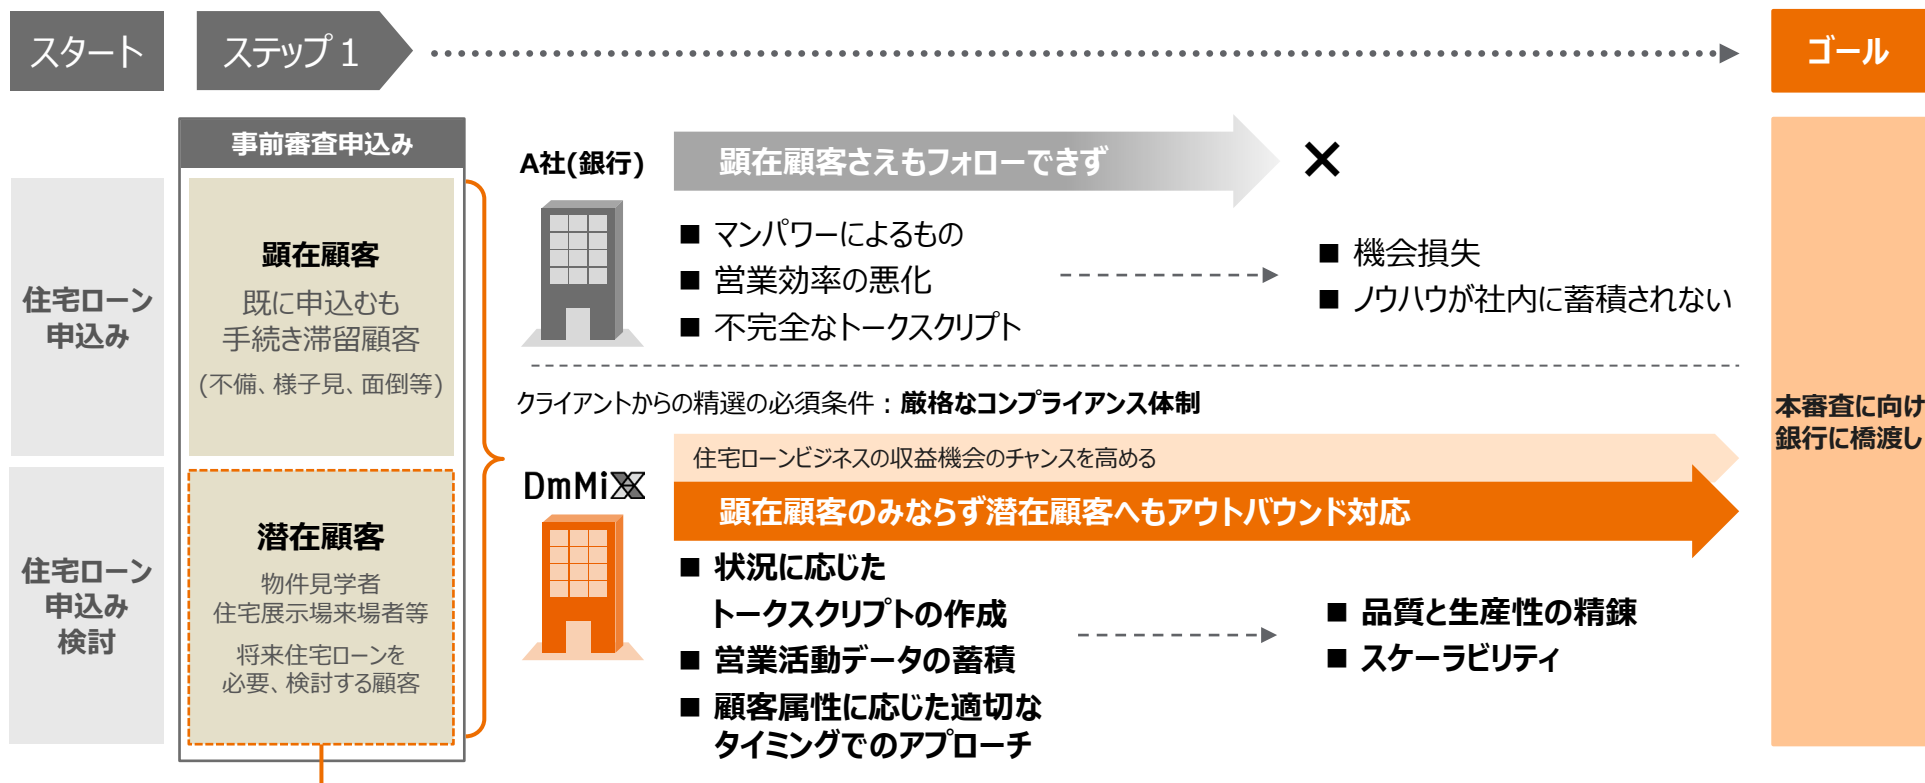 スタート
ステップ 1
ゴール
事前審査申込み
住宅ローン
申込み
顕在顧客
既に申込むも
手続き滞留顧客
(不備、様子見、面倒等)
住宅ローン
申込み
検討
潜在顧客
物件見学者
住宅展示場来場者等
将来住宅ローンを
必要、検討する顧客
A社(銀行)
顕在顧客さえもフォローできず
×
■ マンパワーによるもの
■ 営業効率の悪化
■ 不完全なトークスクリプト
■ 機会損失
■ ノウハウが社内に蓄積されない
クライアントからの精選の必須条件：厳格なコンプライアンス体制
DmMiX
住宅ローンビジネスの収益機会のチャンスを高める
顕在顧客のみならず潜在顧客へもアウトバウンド対応
■ 状況に応じた
トークスクリプトの作成
■ 営業活動データの蓄積
■ 顧客属性に応じた適切な
タイミングでのアプローチ
■ 品質と生産性の精錬
■ スケーラビリティ
本審査に向け
銀行に橋渡し